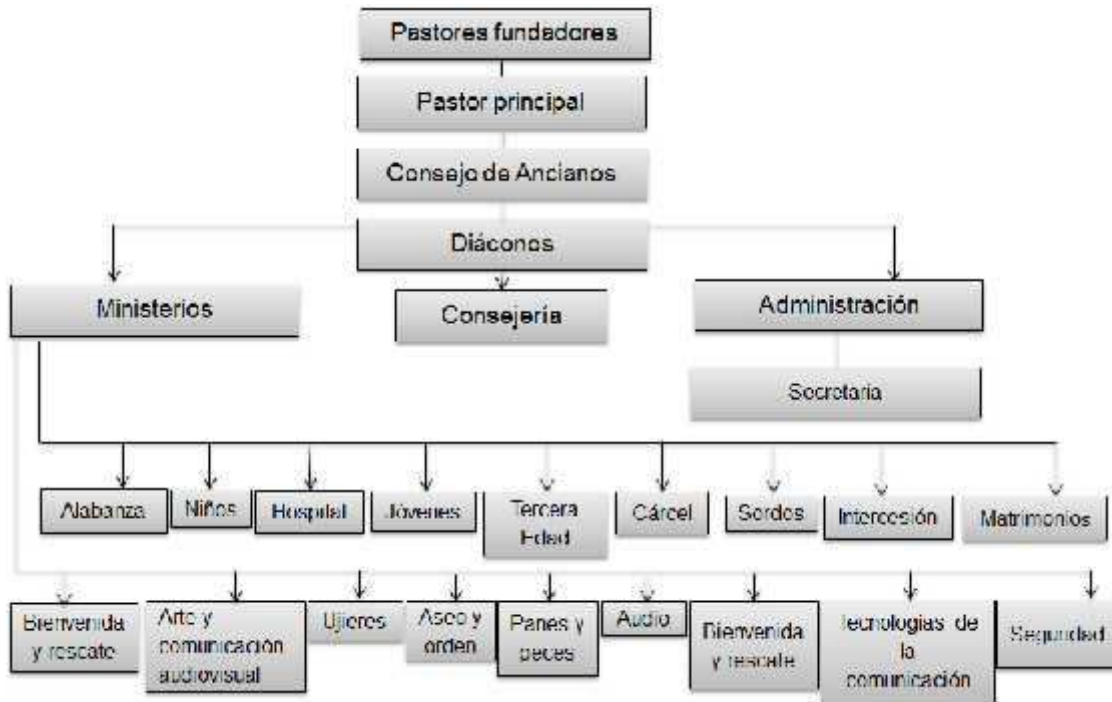 Pastores fundadores
Pastor principal
Consejo de Ancianos
Diáconos
Ministerios
Consejería
Administración
Secretaria
Alabanza
Niños
Hospital
Jóvenes
Tercera
Edad
Cárcel
Sordos
Intercesión
Matrimonios
Bienvenida
y rescate
Arte y
comunicación
audiovisual
Ujieres
Aseo y
orden
Panes y
peces
Audio
Bienvenida
y rescate
Tecnologías de
la
comunicación
Seguridad